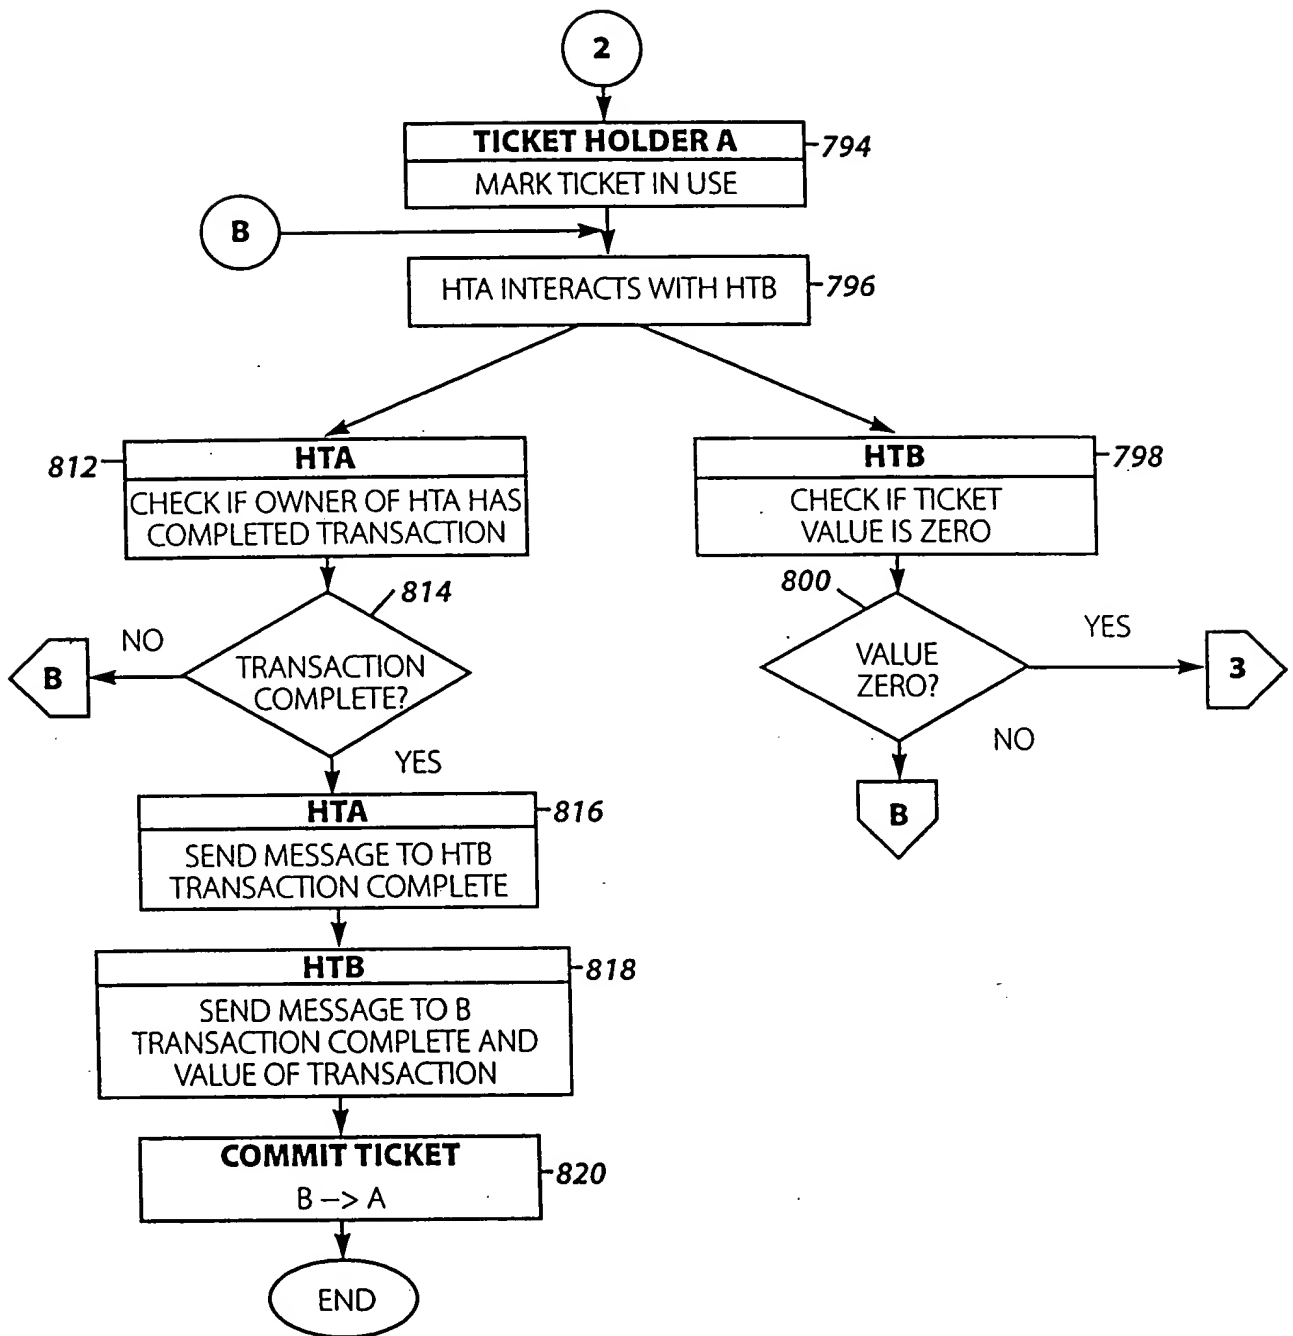 2
TICKET HOLDER A
794
MARK TICKET IN USE
B
HTA INTERACTS WITH HTB
796
812
HTA
CHECK IF OWNER OF HTA HAS
COMPLETED TRANSACTION
HTB
798
CHECK IF TICKET
VALUE IS ZERO
814
NO
B
TRANSACTION
COMPLETE?
YES
800
VALUE
ZERO?
YES
3
NO
B
HTA
816
SEND MESSAGE TO HTB
TRANSACTION COMPLETE
HTB
818
SEND MESSAGE TO B
TRANSACTION COMPLETE AND
VALUE OF TRANSACTION
COMMIT TICKET
820
B —> A
END